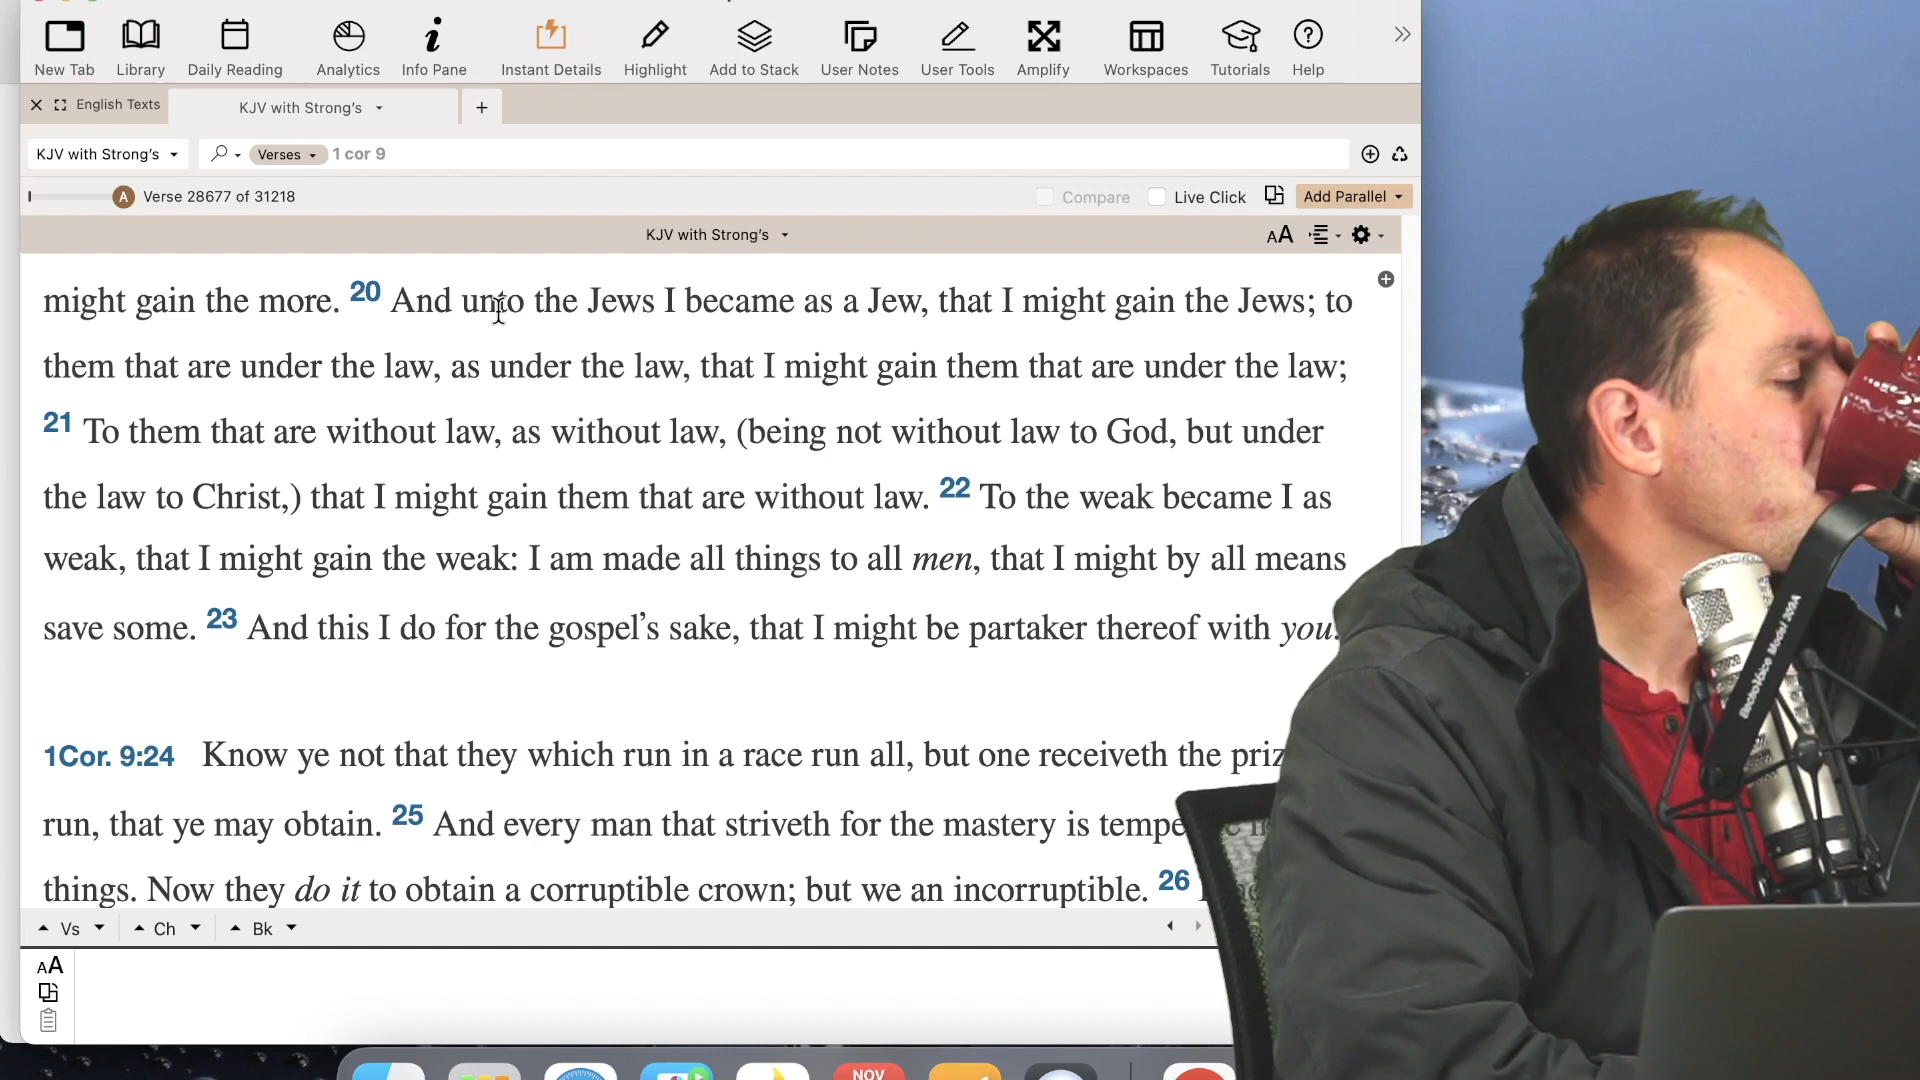 New Tab Library Daily Reading Analytics Info Pane Instant Details Highlight Add to Stack User Notes User Tools Amplify Workspaces Tutorials Help
English Texts KJV with Strong's
KJV with Strong's Verses 1 cor 9
A Verse 28677 of 31218 Compare Live Click Add Parallel
KJV with Strong's AA
might gain the more. 20 And unto the Jews I became as a Jew, that I might gain the Jews; to
them that are under the law, as under the law, that I might gain them that are under the law;
21 To them that are without law, as without law, (being not without law to God, but under
the law to Christ,) that I might gain them that are without law. 22 To the weak became I as
weak, that I might gain the weak: I am made all things to all men, that I might by all means
save some. 23 And this I do for the gospel's sake, that I might be partaker thereof with you.
1Cor. 9:24 Know ye not that they which run in a race run all, but one receiveth the
run, that ye may obtain. 25 And every man that striveth for the mastery is
things. Now they do it to obtain a corruptible crown; but we an incorruptible. 26
Vs Ch Bk
AA
NOV
ElectroVoice Model 309A